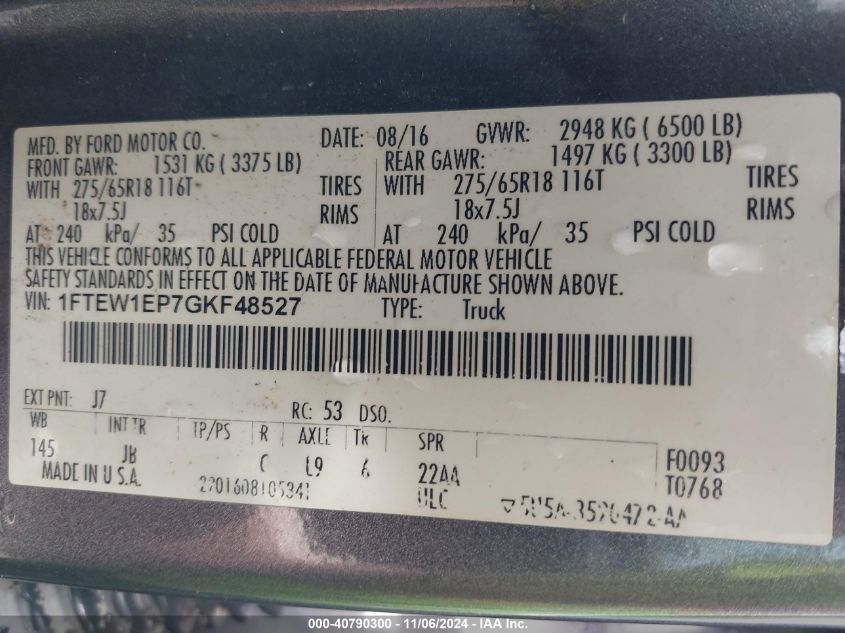 MFD. BY FORD MOTOR CO. DATE: 08/16 GVWR: 2948 KG ( 6500 LB)
FRONT GAWR: 1531 KG ( 3375 LB) REAR GAWR: 1497 KG ( 3300 LB)
WITH 275/65R18 116T TIRES WITH 275/65R18 116T TIRES
18x7.5J RIMS 18x7.5J RIMS
AT 240 kPa/ 35 PSI COLD AT 240 kPa/ 35 PSI COLD
THIS VEHICLE CONFORMS TO ALL APPLICABLE FEDERAL MOTOR VEHICLE
SAFETY STANDARDS IN EFFECT ON THE DATE OF MANUFACTURE SHOWN ABOVE.
VIN: 1FTEW1EP7GKF48527 TYPE: Truck
EXT PNT: J7 RC: 53 DSO:
WB INT TR TP/PS R AXLE TR SPR
145 JB C L9 6 22AA F0093
MADE IN U.S.A. ULC T0768
000-40790300 - 11/06/2024 - IAA Inc.